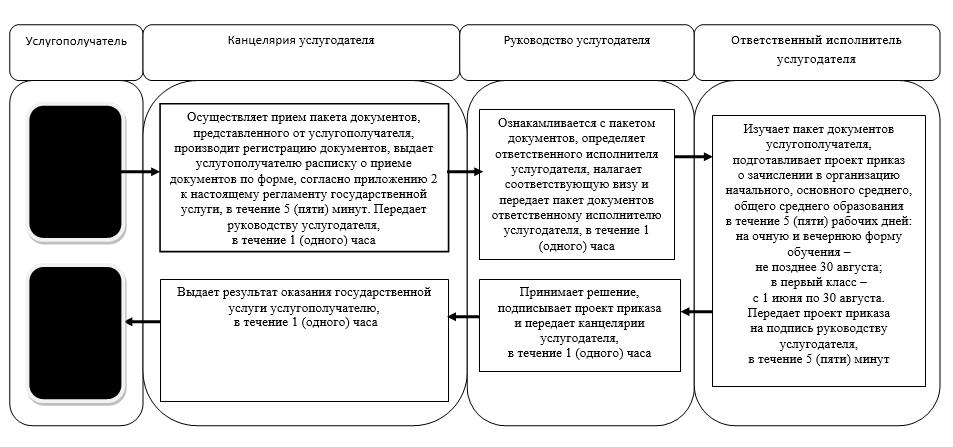 Услугополучатель
Канцелярия услугодателя
Руководство услугодателя
Ответственный исполнитель
услугодателя
Осуществляет прием пакета документов,
представленного от услугополучателя,
производит регистрацию документов, выдает
услугополучателю расписку о приеме
документов по форме, согласно приложению 2
к настоящему регламенту государственной
услуги, в течение 5 (пяти) минут. Передает
руководству услугодателя,
в течение 1 (одного) часа
Ознакамливается с пакетом
документов, определяет
ответственного исполнителя
услугодателя, налагает
соответствующую визу и
передает пакет документов
ответственному исполнителю
услугодателя, в течение 1
(одного) часа
Изучает пакет документов
услугополучателя,
подготавливает проект приказ
о зачислении в организацию
начального, основного среднего,
общего среднего образования
в течение 5 (пяти) рабочих дней:
на очную и вечернюю форму
обучения –
не позднее 30 августа;
в первый класс –
с 1 июня по 30 августа.
Передает проект приказа
на подпись руководству
услугодателя,
в течение 5 (пяти) минут
Принимает решение,
подписывает проект приказа
и передает канцелярии
услугодателя,
в течение 1 (одного) часа
Выдает результат оказания государственной
услуги услугополучателю,
в течение 1 (одного) часа